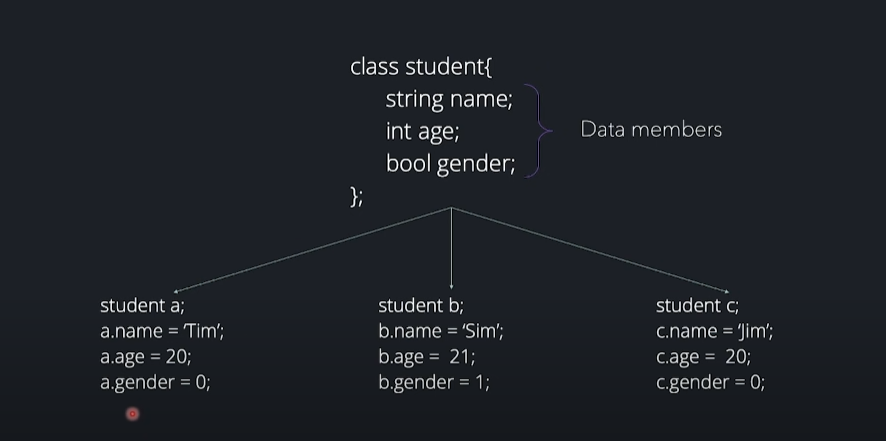 class student{
string name;
int age;
bool gender;
};
Data members
student a;
a.name = ‘Tim’;
a.age = 20;
a.gender = 0;
student b;
b.name = ‘Sim’;
b.age =  21;
b.gender = 1;
student c;
c.name = ‘Jim’;
c.age =  20;
c.gender = 0;